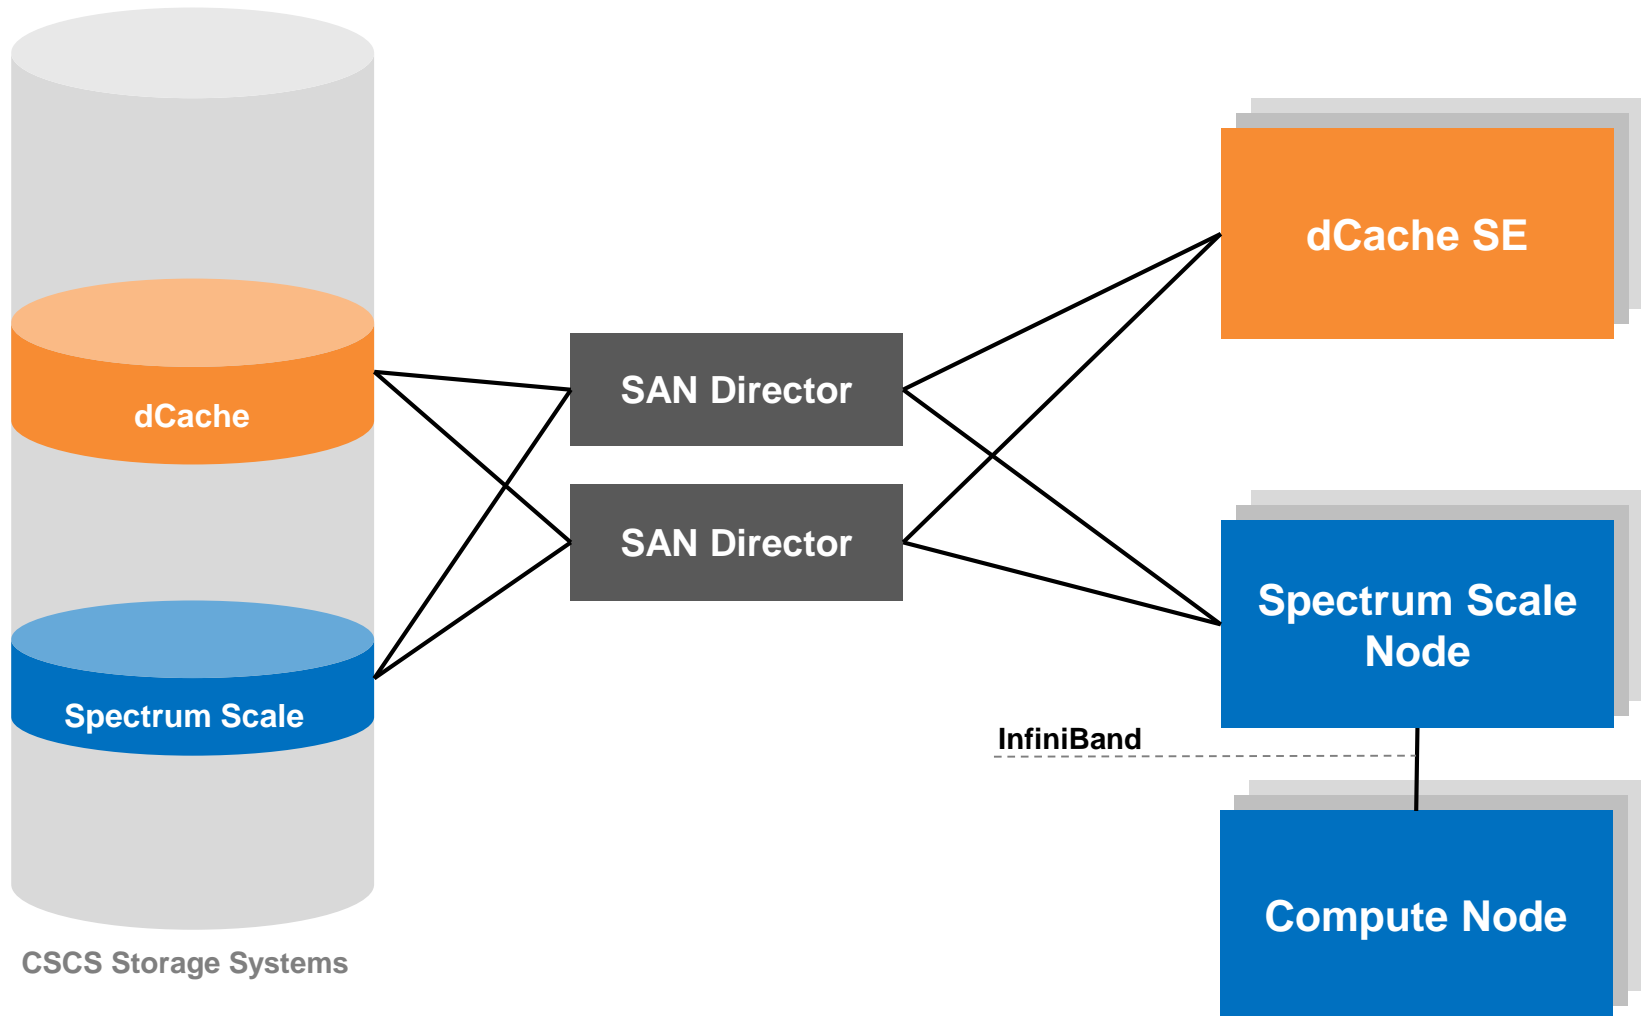 dCache
Spectrum Scale
CSCS Storage Systems
SAN Director
SAN Director
dCache SE
Spectrum Scale
Node
InfiniBand
Compute Node